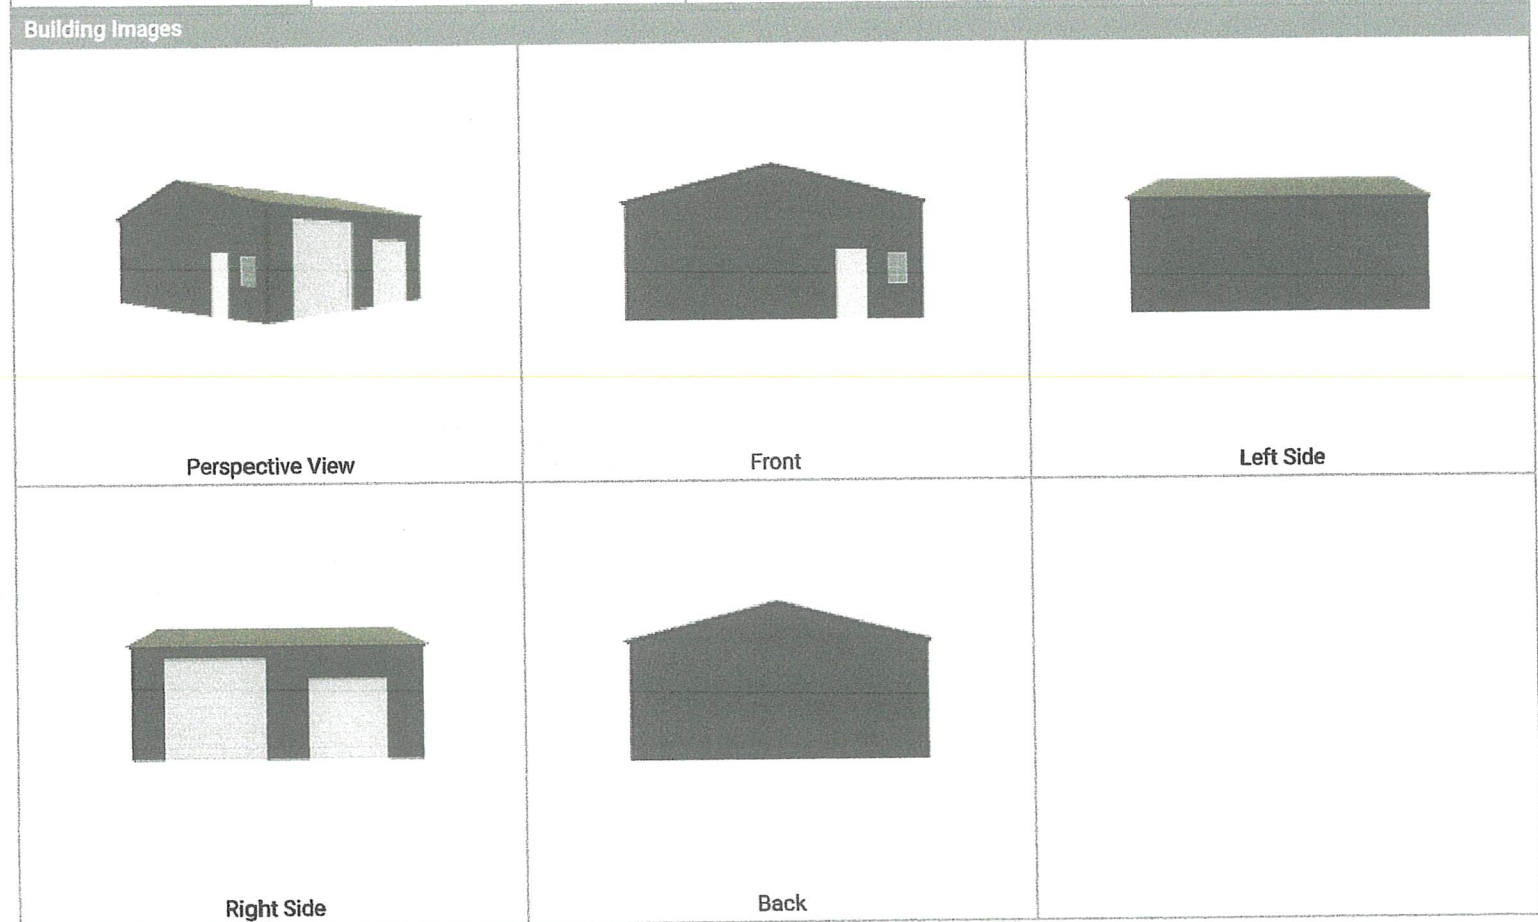 Building Images
Perspective View
Front
Left Side
Right Side
Back